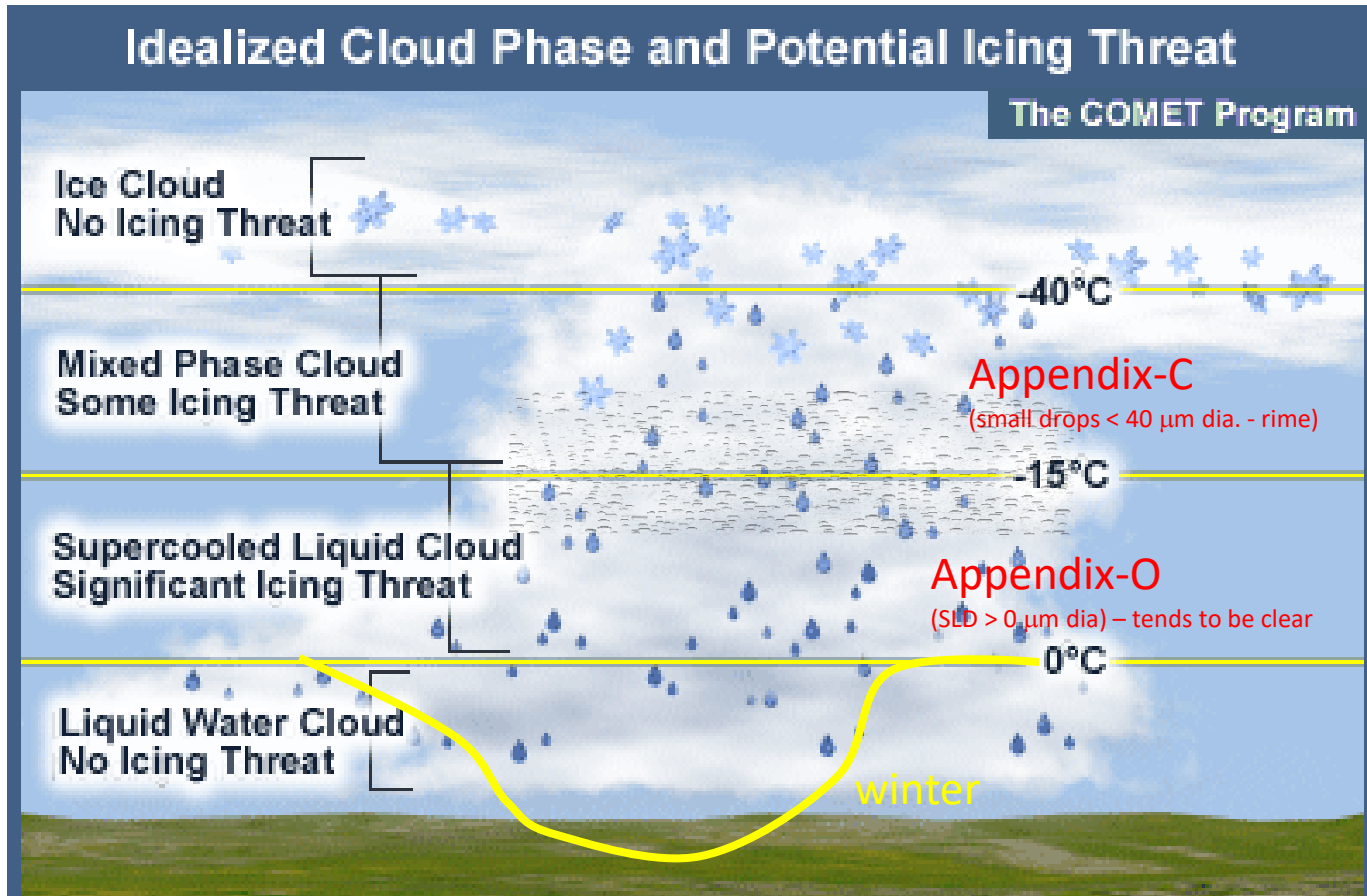 Idealized Cloud Phase and Potential Icing Threat
The COMET Program
Ice Cloud
No Icing Threat
-40°C
Mixed Phase Cloud
Some Icing Threat
Appendix-C
(small drops < 40 μm dia. - rime)
-15°C
Supercooled Liquid Cloud
Significant Icing Threat
Appendix-O
(SLD > 0 μm dia) – tends to be clear
0°C
Liquid Water Cloud
No Icing Threat
winter